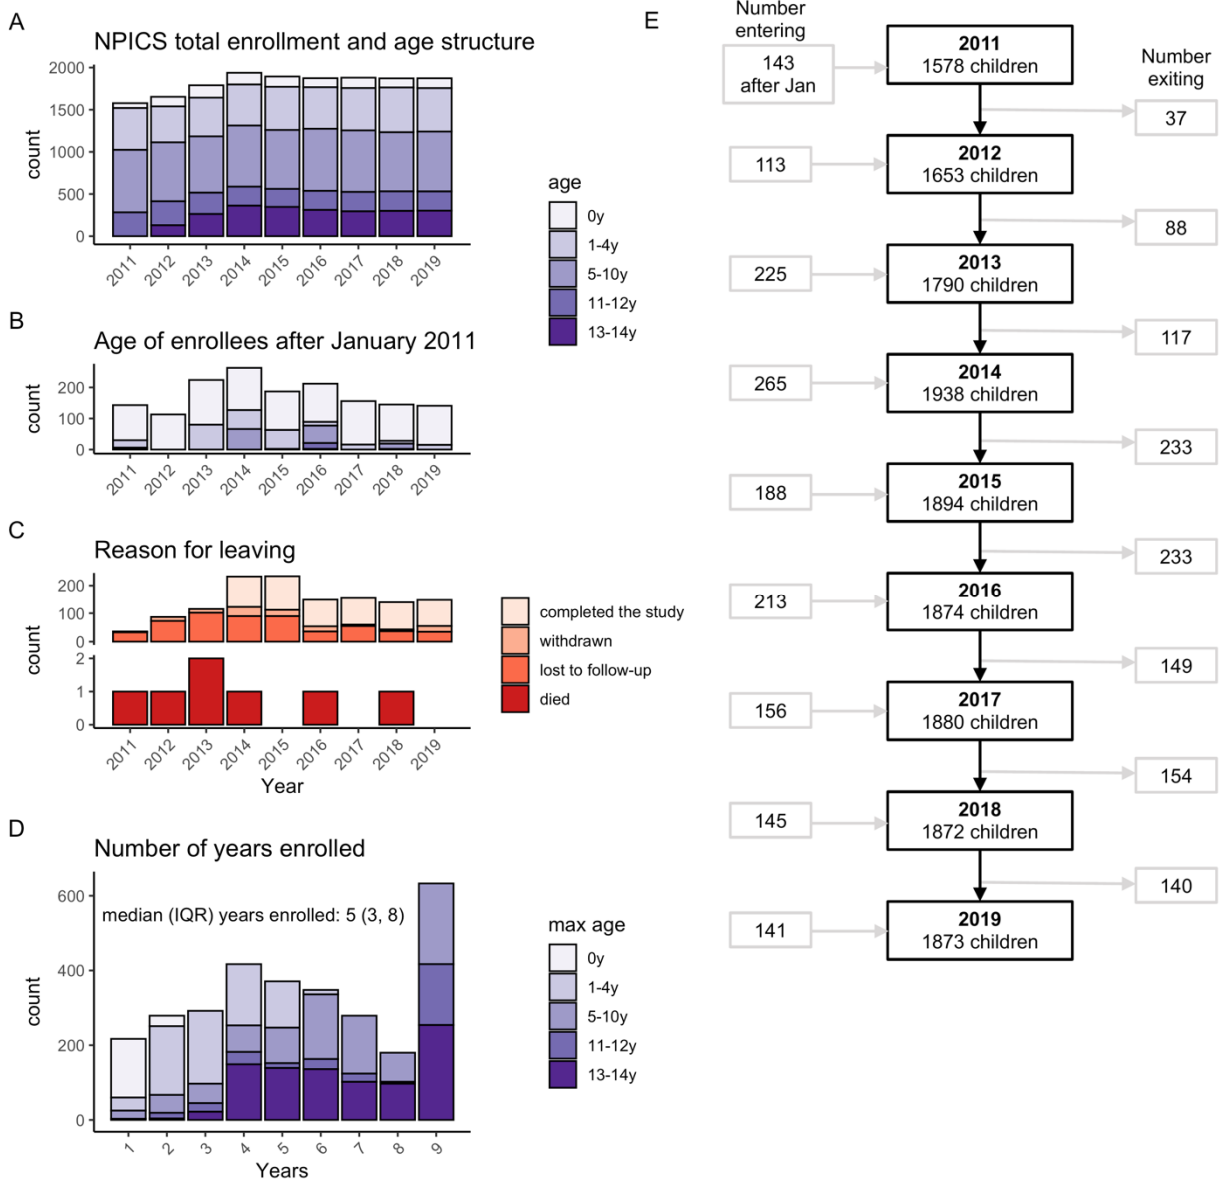 A
NPICS total enrollment and age structure
2000
1500
1000
500
0
count
2011
2012
2013
2014
2015
2016
2017
2018
2019
age
0y
1-4y
5-10y
11-12y
13-14y
B
Age of enrollees after January 2011
200
100
0
count
2011
2012
2013
2014
2015
2016
2017
2018
2019
C
Reason for leaving
200
100
0
2
1
0
count
2011
2012
2013
2014
2015
2016
2017
2018
2019
Year
completed the study
withdrawn
lost to follow-up
died
D
Number of years enrolled
median (IQR) years enrolled: 5 (3, 8)
600
400
200
0
count
1
2
3
4
5
6
7
8
9
Years
max age
0y
1-4y
5-10y
11-12y
13-14y
E
Number
entering
Number
exiting
143
after Jan
2011
1578 children
37
113
2012
1653 children
88
225
2013
1790 children
117
265
2014
1938 children
233
188
2015
1894 children
233
213
2016
1874 children
149
156
2017
1880 children
154
145
2018
1872 children
140
141
2019
1873 children